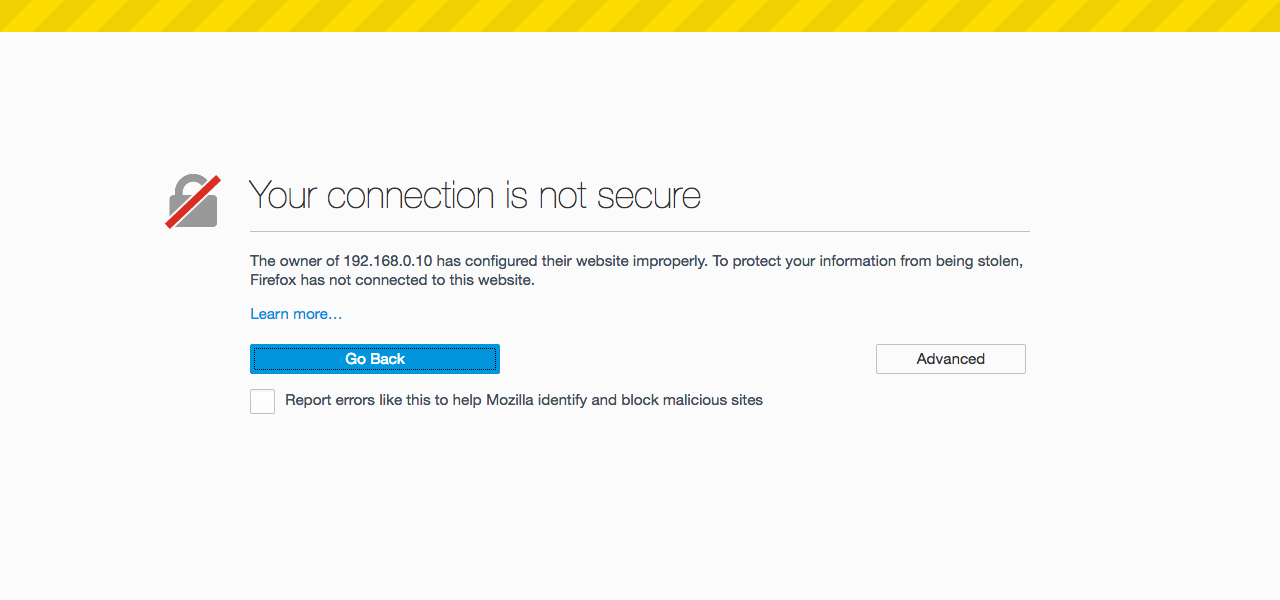 Your connection is not secure
The owner of 192.168.0.10 has configured their website improperly. To protect your information from being stolen,
Firefox has not connected to this website.
Learn more…
Go Back
Advanced
Report errors like this to help Mozilla identify and block malicious sites